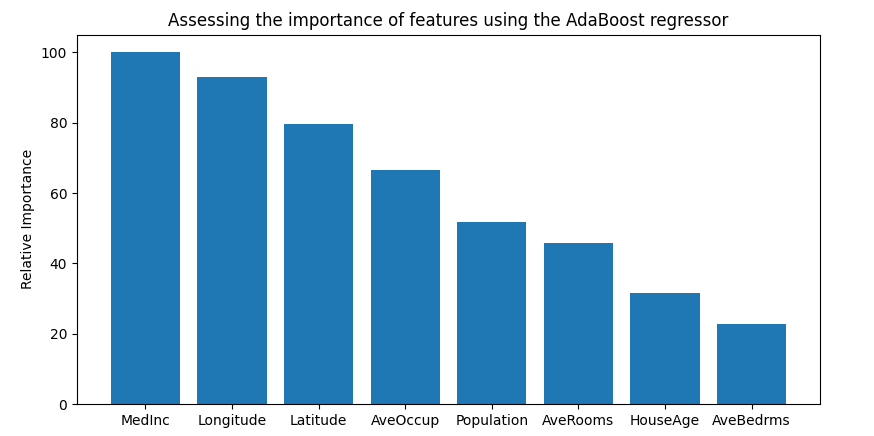 Assessing the importance of features using the AdaBoost regressor
Relative Importance
100
80
60
40
20
0
MedInc Longitude Latitude AveOccup Population AveRooms HouseAge AveBedrms